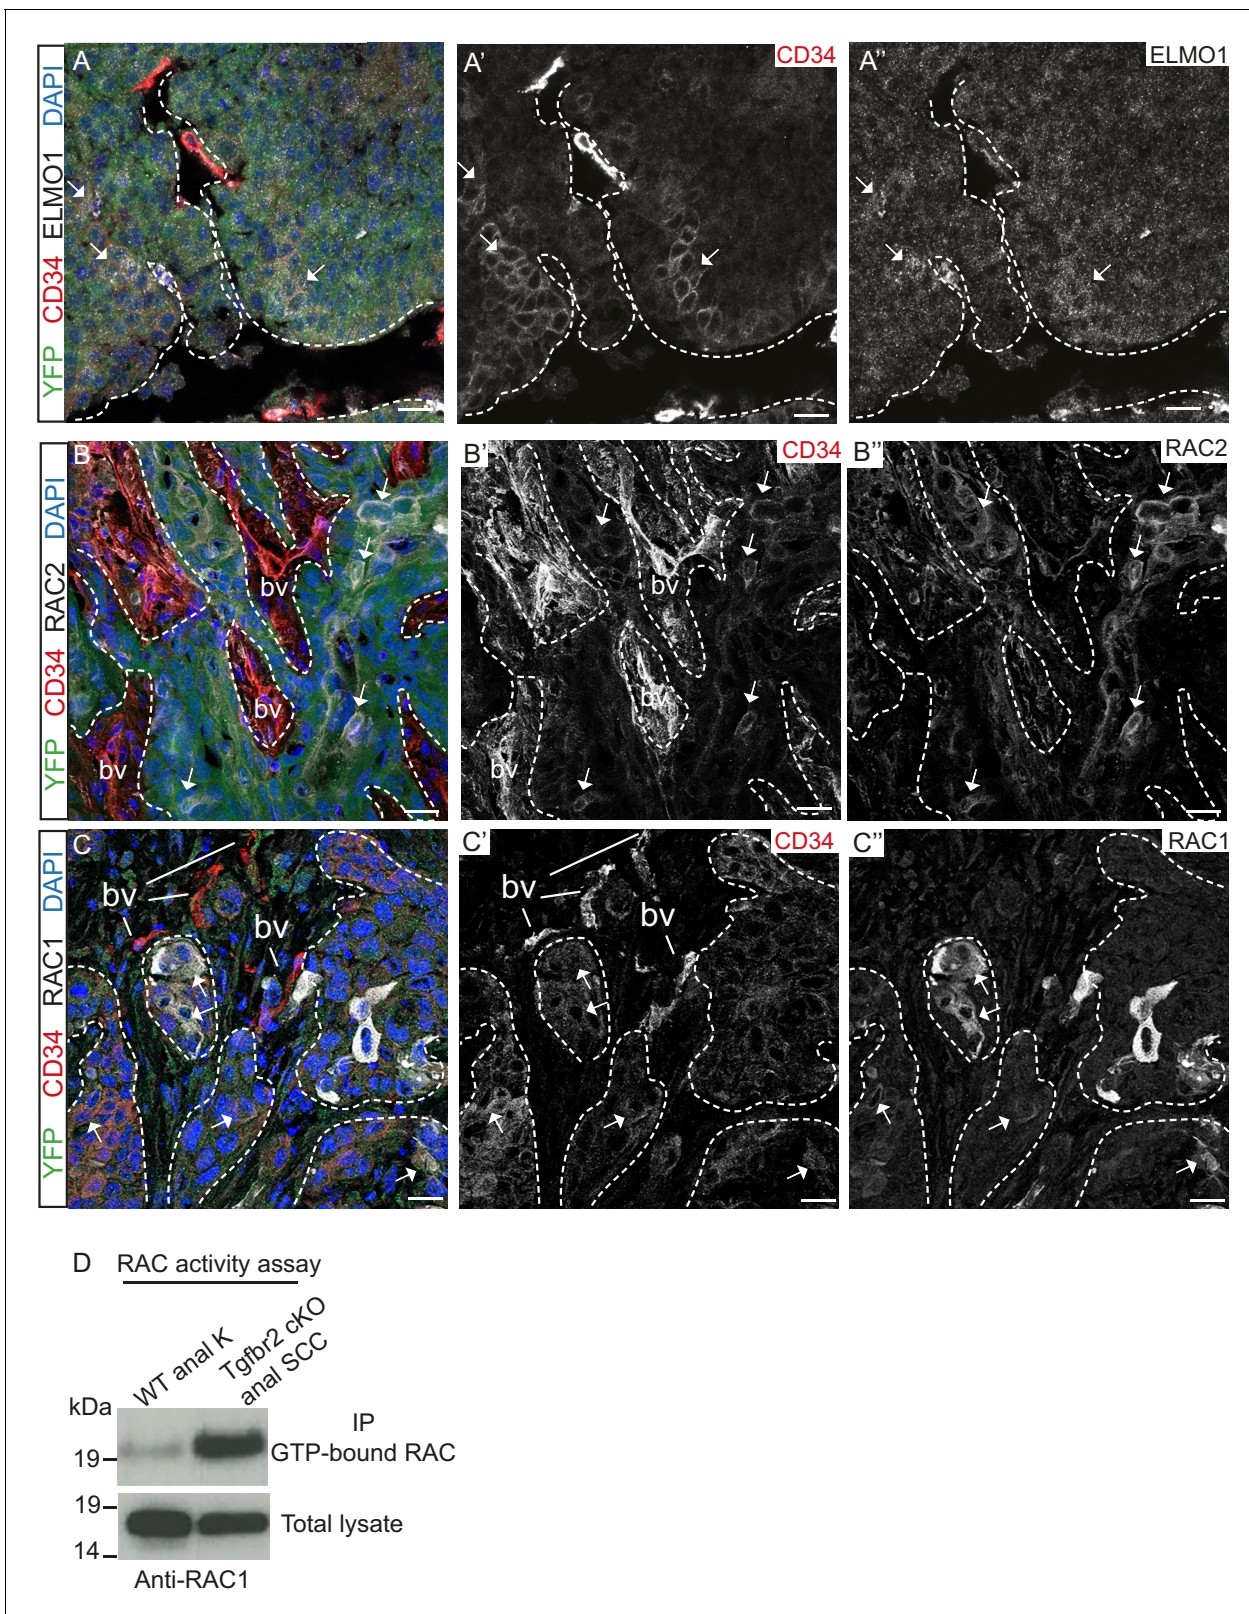 YFP CD34 ELMO1 DAPI
A
A'
CD34
A''
ELMO1
YFP CD34 RAC2 DAPI
B
bv
bv
bv
B'
CD34
bv
bv
bv
B''
RAC2
YFP CD34 RAC1 DAPI
C
bv
bv
C'
CD34
bv
bv
C''
RAC1
D RAC activity assay
WT anal K
Tgfbr2 cKO
anal SCC
kDa
19
IP
GTP-bound RAC
19
14
Total lysate
Anti-RAC1